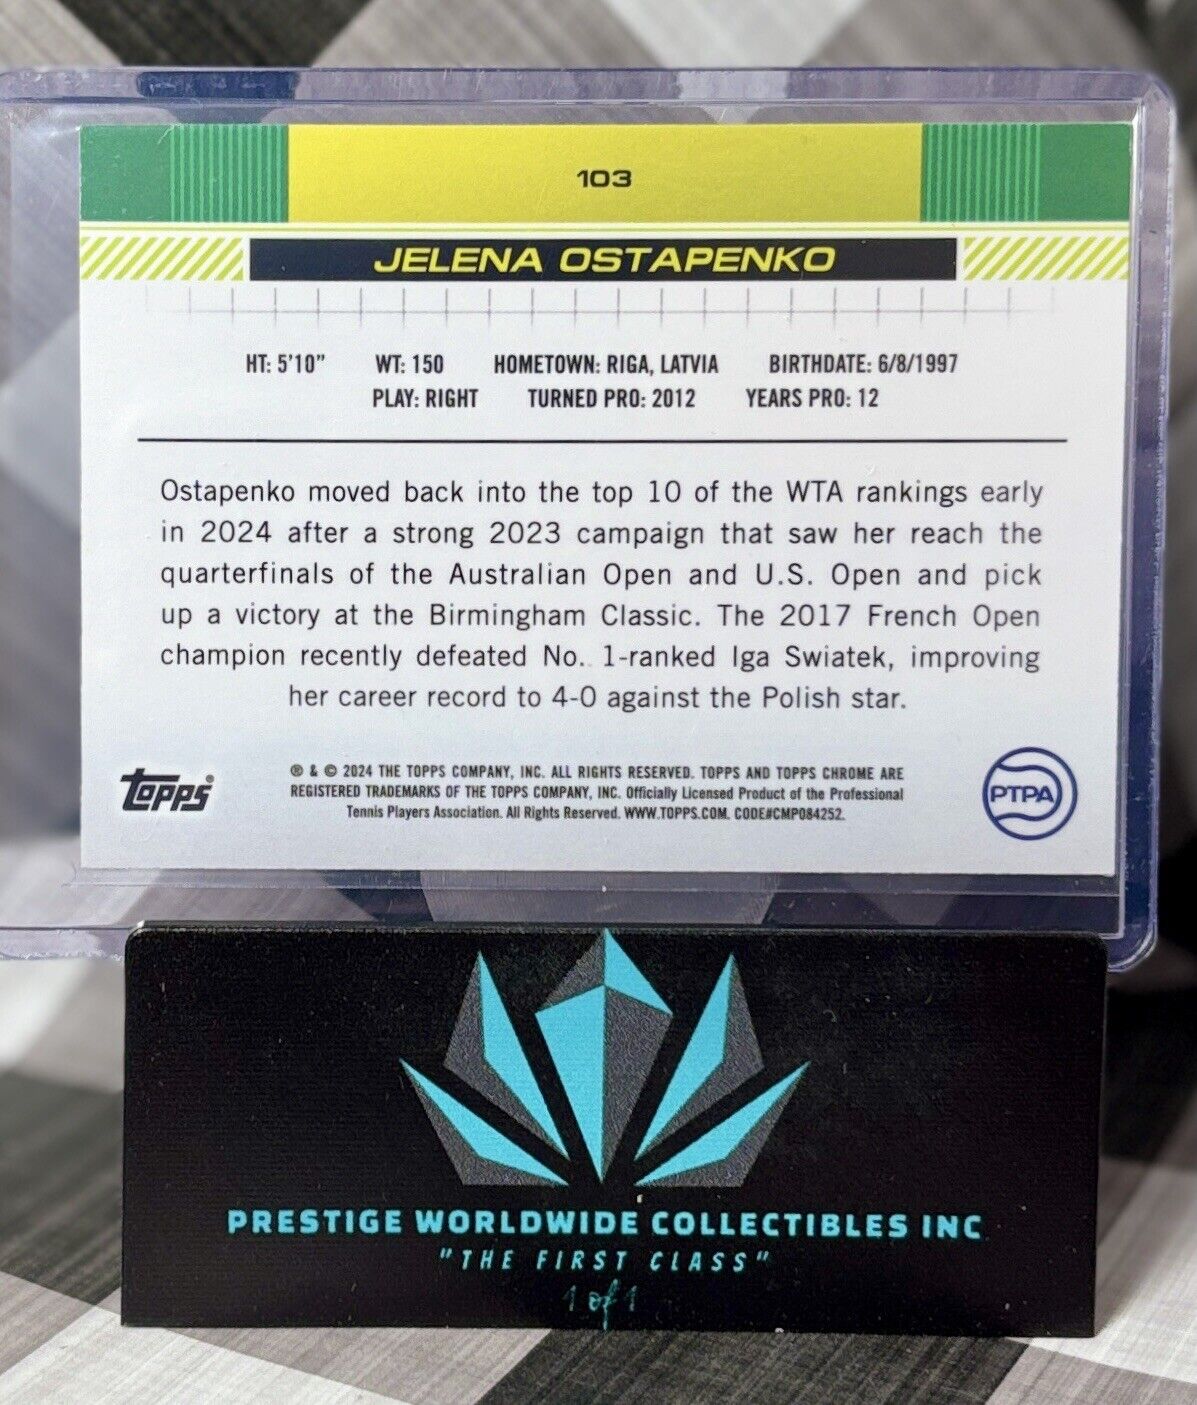 103
JELENA OSTAPENKO
HT: 5'10" WT: 150 HOMETOWN: RIGA, LATVIA BIRTHDATE: 6/8/1997
PLAY: RIGHT TURNED PRO: 2012 YEARS PRO: 12
Ostapenko moved back into the top 10 of the WTA rankings early
in 2024 after a strong 2023 campaign that saw her reach the
quarterfinals of the Australian Open and U.S. Open and pick
up a victory at the Birmingham Classic. The 2017 French Open
champion recently defeated No. 1-ranked Iga Swiatek, improving
her career record to 4-0 against the Polish star.
topps®
® & © 2024 THE TOPPS COMPANY, INC. ALL RIGHTS RESERVED. TOPPS AND TOPPS CHROME ARE
REGISTERED TRADEMARKS OF THE TOPPS COMPANY, INC. Officially Licensed Product of the Professional
Tennis Players Association. All Rights Reserved. WWW.TOPPS.COM. CODE#CMP084252.
PTPA
PRESTIGE WORLDWIDE COLLECTIBLES INC
"THE FIRST CLASS"
1 of 1